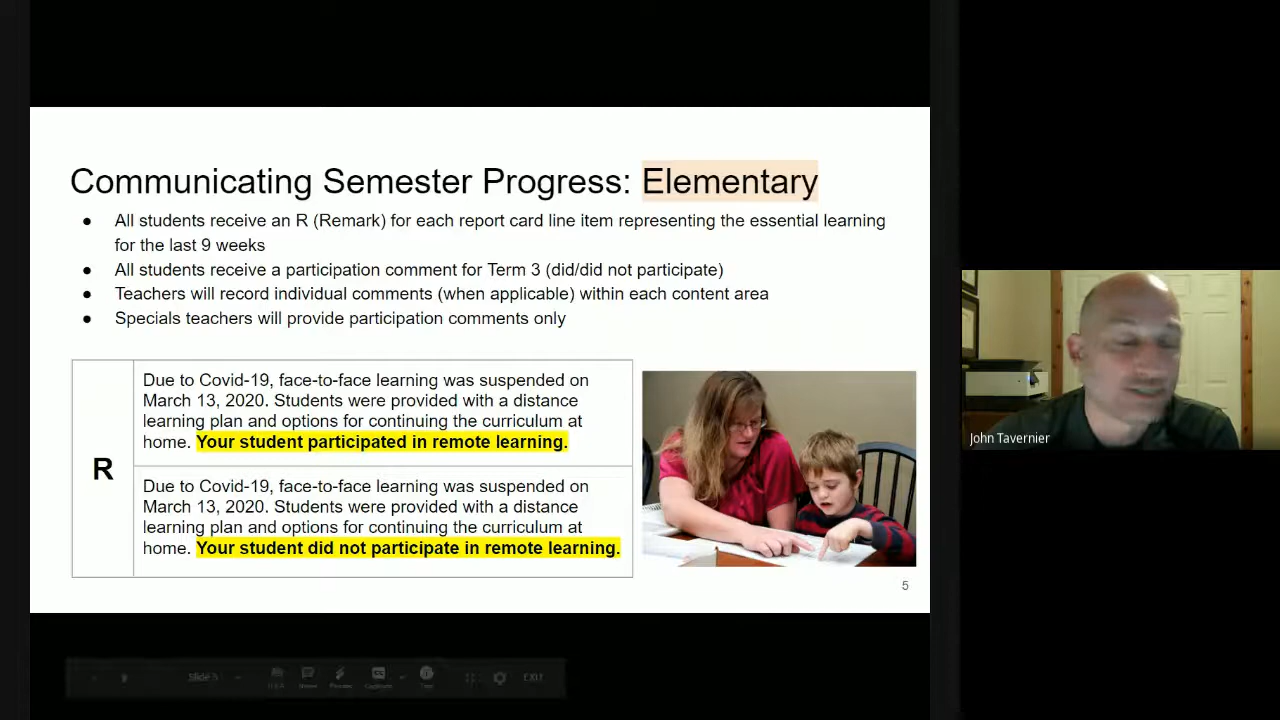 Communicating Semester Progress: Elementary
● All students receive an R (Remark) for each report card line item representing the essential learning
for the last 9 weeks
● All students receive a participation comment for Term 3 (did/did not participate)
● Teachers will record individual comments (when applicable) within each content area
● Specials teachers will provide participation comments only
R
Due to Covid-19, face-to-face learning was suspended on
March 13, 2020. Students were provided with a distance
learning plan and options for continuing the curriculum at
home. Your student participated in remote learning.
Due to Covid-19, face-to-face learning was suspended on
March 13, 2020. Students were provided with a distance
learning plan and options for continuing the curriculum at
home. Your student did not participate in remote learning.
5
John Tavernier
Slide 5
EXIT